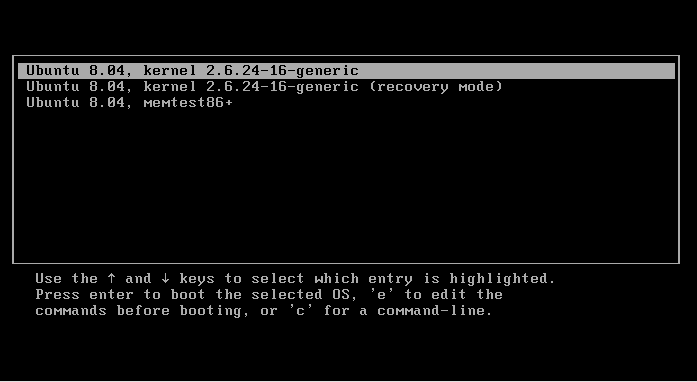 Ubuntu 8.04, kernel 2.6.24-16-generic
Ubuntu 8.04, kernel 2.6.24-16-generic (recovery mode)
Ubuntu 8.04, memtest86+
Use the ↑ and ↓ keys to select which entry is highlighted.
Press enter to boot the selected OS, 'e' to edit the
commands before booting, or 'c' for a command-line.